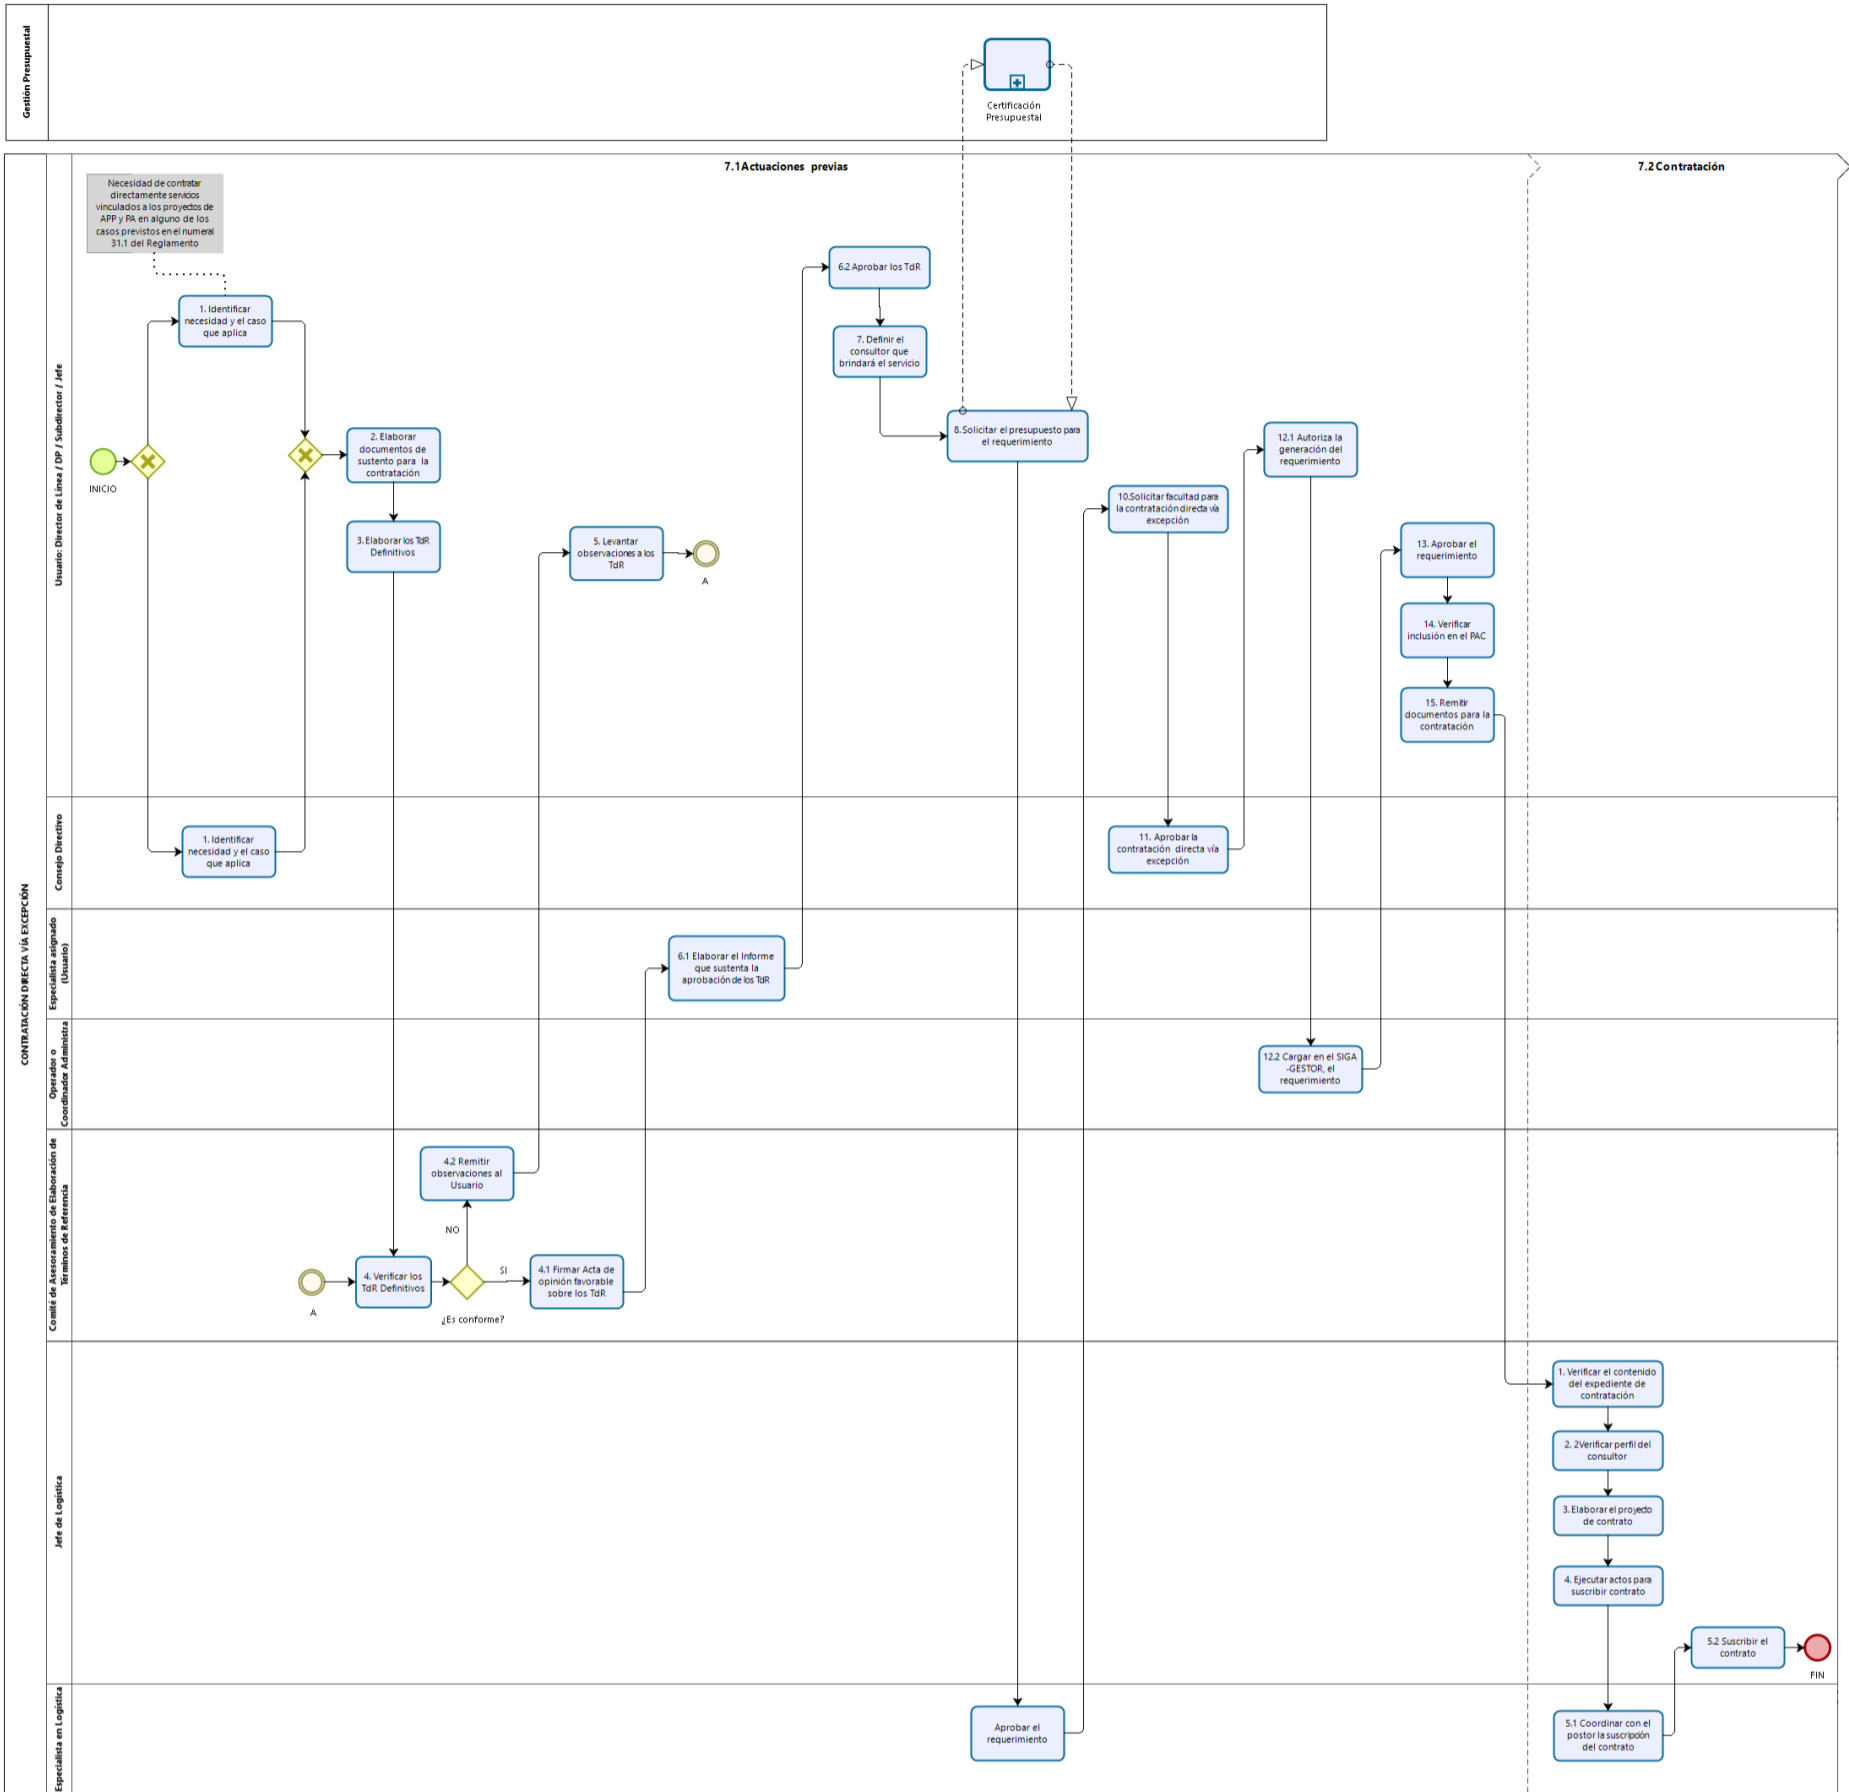 Gestión Presupuestal
Certificación
Presupuestal
CONTRATACIÓN DIRECTA VÍA EXCEPCIÓN
7.1 Actuaciones previas
7.2 Contratación
Usuario: Director de Línea / DP / Subdirector / Jefe
Necesidad de contratar
directamente servicios
vinculados a los proyectos de
APP y PA en alguno de los
casos previstos en el numeral
31.1 del Reglamento
1. Identificar
necesidad y el caso
que aplica
INICIO
2. Elaborar
documentos de
sustento para la
contratación
3. Elaborar los TdR
Definitivos
5. Levantar
observaciones a los
TdR
A
6.2 Aprobar los TdR
7. Definir el
consultor que
brindará el servicio
8. Solicitar el presupuesto para
el requerimiento
10.Solicitar facultad para
la contratación directa vía
excepción
12.1 Autoriza la
generación del
requerimiento
13. Aprobar el
requerimiento
14. Verificar
inclusión en el PAC
15. Remitir
documentos para la
contratación
Consejo Directivo
1. Identificar
necesidad y el caso
que aplica
11. Aprobar la
contratación directa vía
excepción
Especialista asignado
(Usuario)
6.1 Elaborar el Informe
que sustenta la
aprobación de los TdR
Operador o
Coordinador Administra
12.2 Cargar en el SIGA
-GESTOR, el
requerimiento
Comité de Asesoramiento de Elaboración de
Términos de Referencia
4.2 Remitir
observaciones al
Usuario
NO
A
4. Verificar los
TdR Definitivos
¿Es conforme?
SI
4.1 Firmar Acta de
opinión favorable
sobre los TdR
Jefe de Logística
1. Verificar el contenido
del expediente de
contratación
2. 2Verificar perfil del
consultor
3. Elaborar el proyecto
de contrato
4. Ejecutar actos para
suscribir contrato
5.2 Suscribir el
contrato
FIN
Especialista en Logística
Aprobar el
requerimiento
5.1 Coordinar con el
postor la suscripción
del contrato